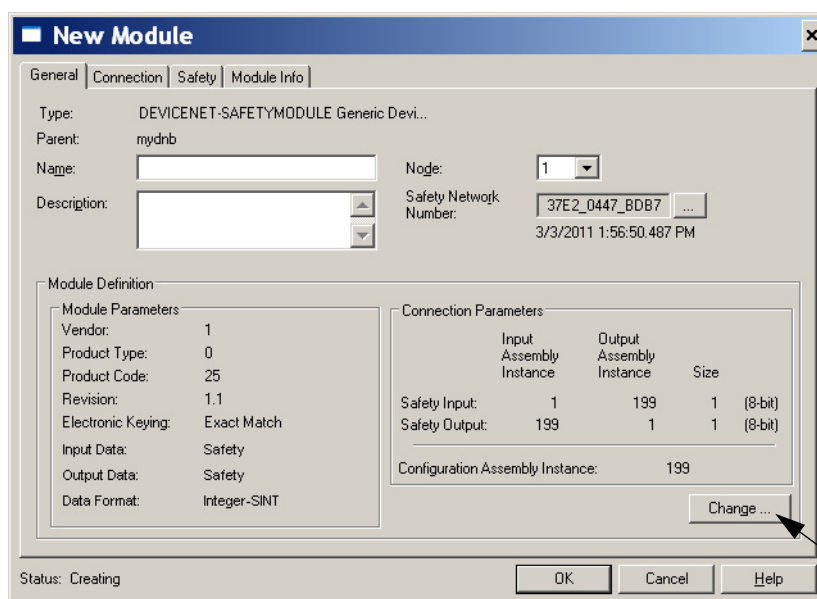 New Module
General Connection Safety Module Info
Type: DEVICENET-SAFETYMODULE Generic Devi...
Parent: mydnb
Name:
Node: 1
Description:
Safety Network Number: 37E2_0447_BDB7 ...
3/3/2011 1:56:50.487 PM
Module Definition
Module Parameters
Vendor: 1
Product Type: 0
Product Code: 25
Revision: 1.1
Electronic Keying: Exact Match
Input Data: Safety
Output Data: Safety
Data Format: Integer-SINT
Connection Parameters
Input Assembly Instance Output Assembly Instance Size
Safety Input: 1 199 1 (8-bit)
Safety Output: 199 1 1 (8-bit)
Configuration Assembly Instance: 199
Change ...
Status: Creating
OK Cancel Help